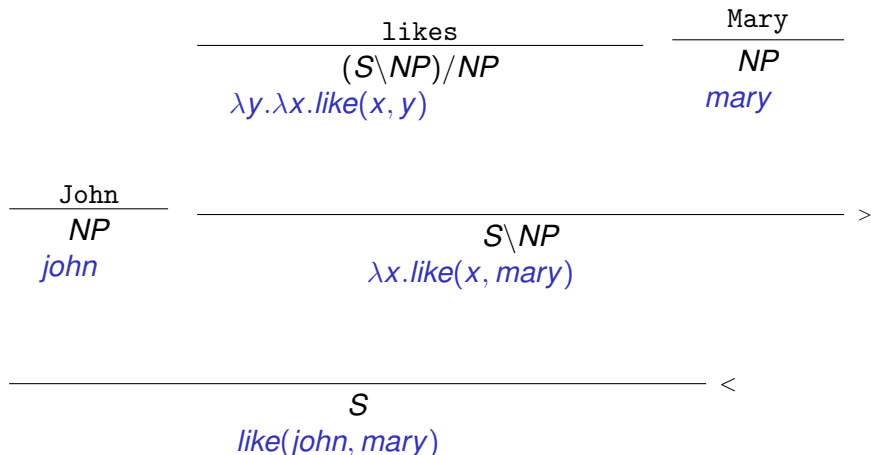 likes Mary
(S\NP)/NP NP
λy.λx.like(x, y) mary
John
NP S\NP >
john λx.like(x, mary)
<
S
like(john, mary)